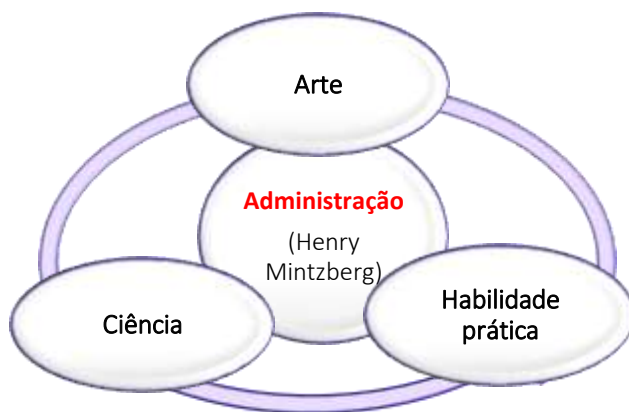 Arte
Administração
(Henry
Mintzberg)
Ciência
Habilidade
prática